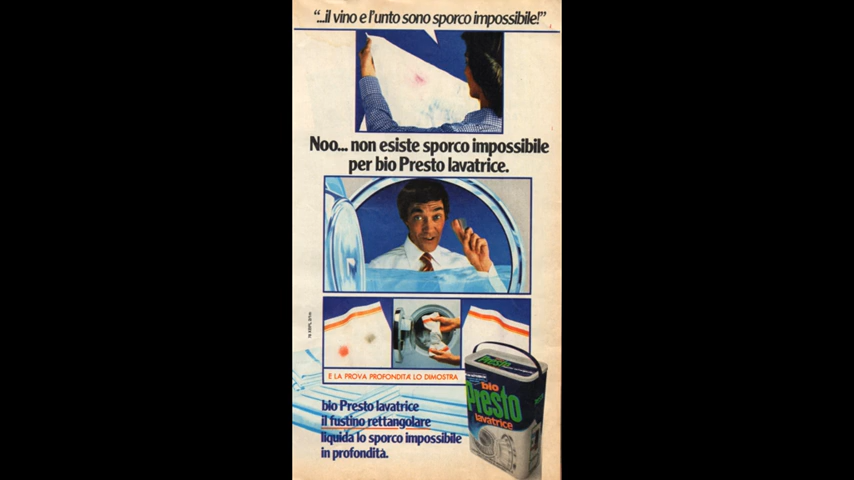 “...il vino e l'unto sono sporco impossibile!”
Noo... non esiste sporco impossibile
per bio Presto lavatrice.
E LA PROVA PROFONDITÀ LO DIMOSTRA
bio Presto lavatrice
il fustino rettangolare
liquida lo sporco impossibile
in profondità.
bio
Presto
lavatrice